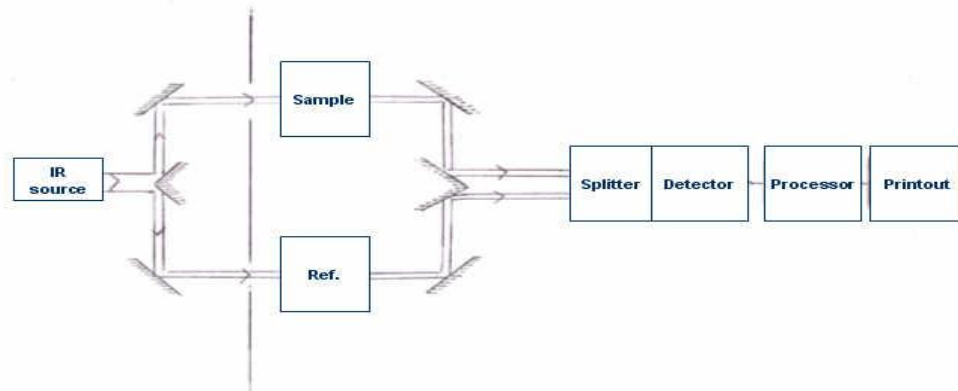 Sample
IR
source
Splitter
Detector
Processor
Printout
Ref.